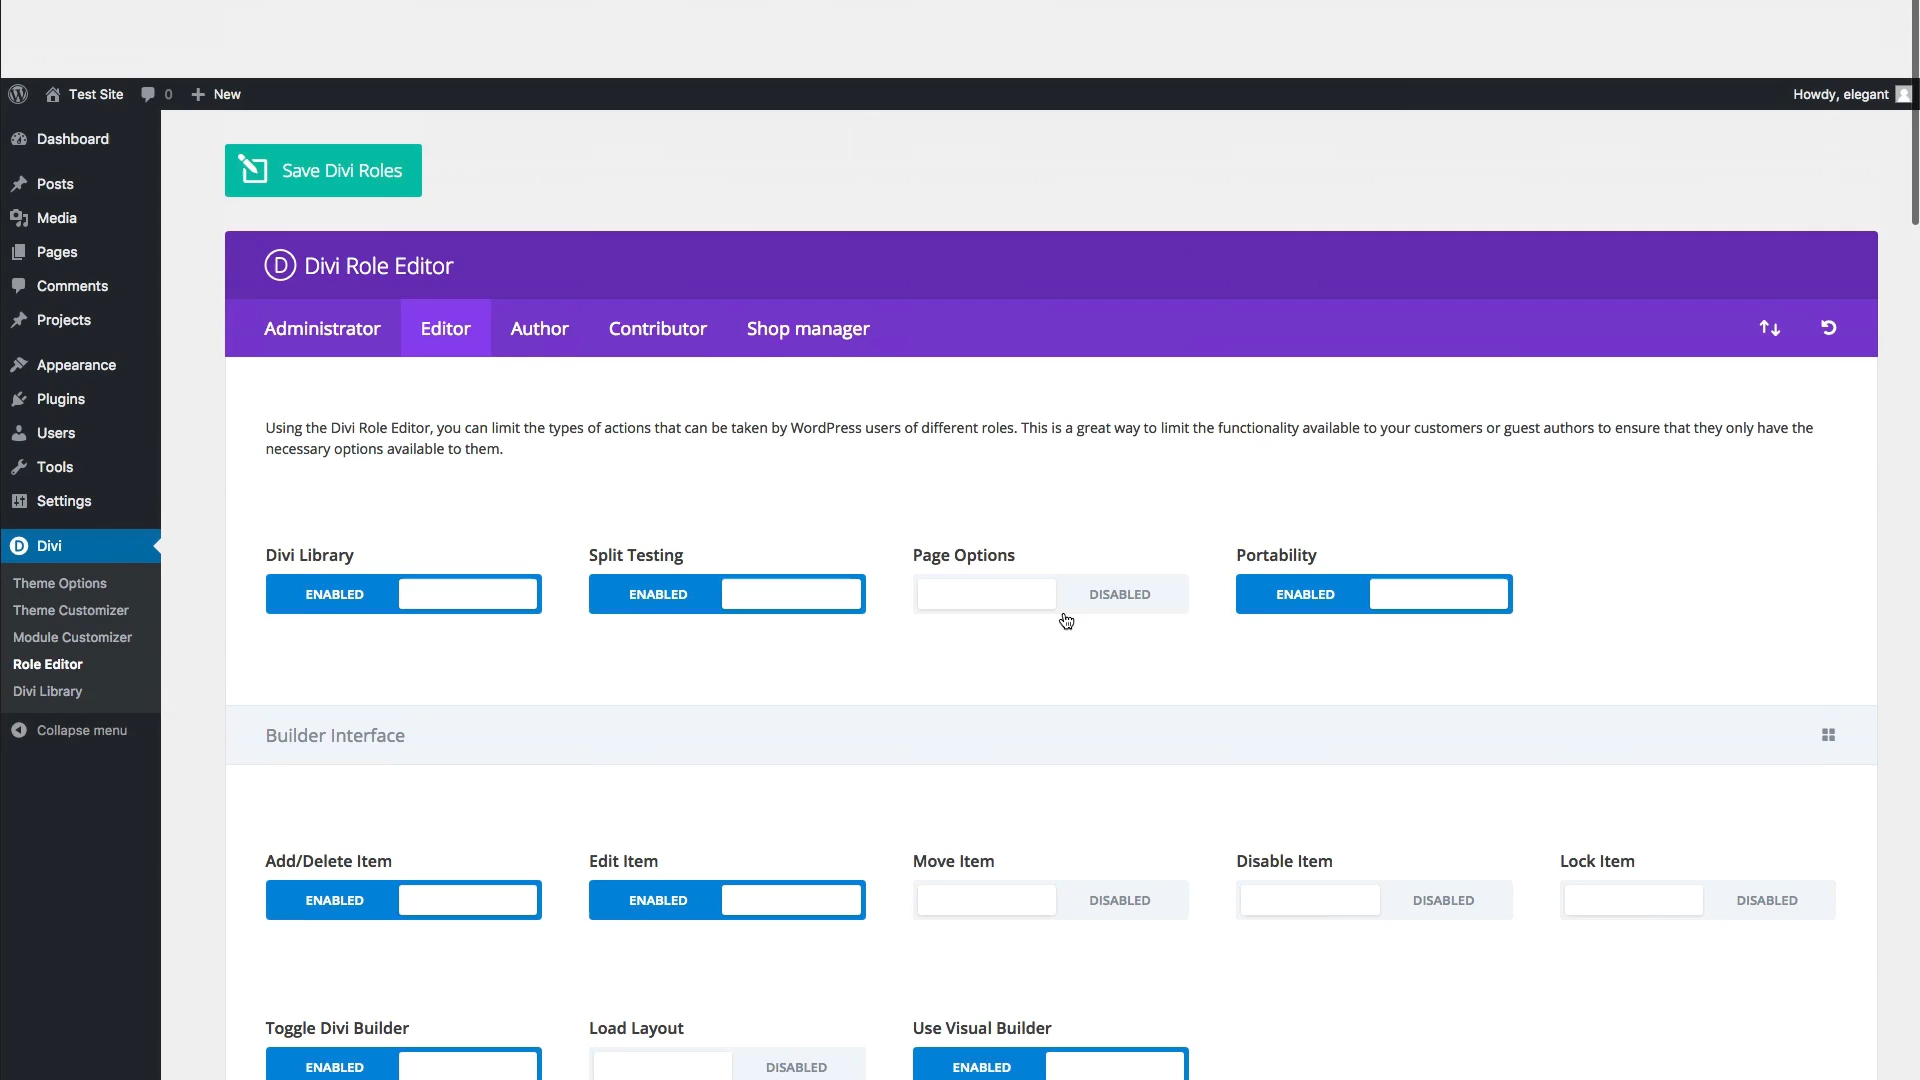 Test Site
0
New
Howdy, elegant
Dashboard
Posts
Media
Pages
Comments
Projects
Appearance
Plugins
Users
Tools
Settings
Divi
Theme Options
Theme Customizer
Module Customizer
Role Editor
Divi Library
Collapse menu
Save Divi Roles
D Divi Role Editor
Administrator Editor Author Contributor Shop manager
Using the Divi Role Editor, you can limit the types of actions that can be taken by WordPress users of different roles. This is a great way to limit the functionality available to your customers or guest authors to ensure that they only have the
necessary options available to them.
Divi Library Split Testing Page Options Portability
ENABLED ENABLED DISABLED ENABLED
Builder Interface
Add/Delete Item Edit Item Move Item Disable Item Lock Item
ENABLED ENABLED DISABLED DISABLED DISABLED
Toggle Divi Builder Load Layout Use Visual Builder
ENABLED DISABLED ENABLED